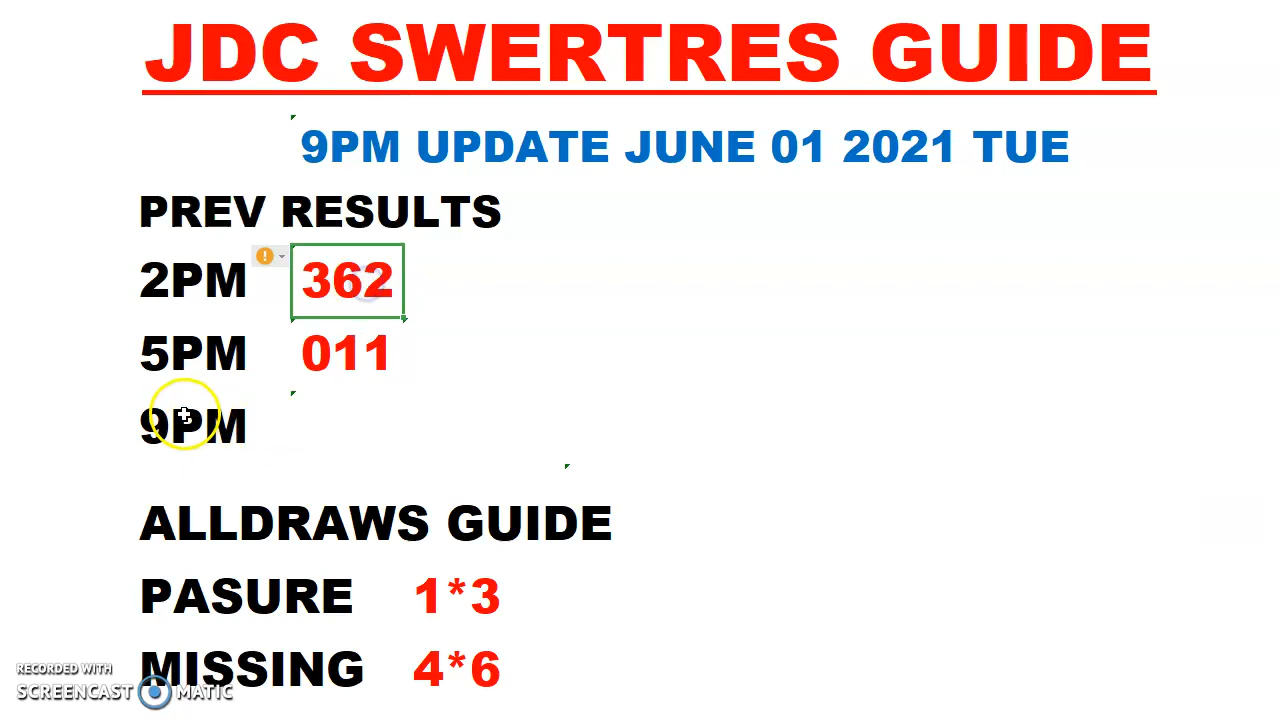 JDC SWERTRES GUIDE
9PM UPDATE JUNE 01 2021 TUE
PREV RESULTS
2PM 362
5PM 011
9PM
ALLDRAWS GUIDE
PASURE 1*3
MISSING 4*6
RECORDED WITH
SCREENCAST MATIC